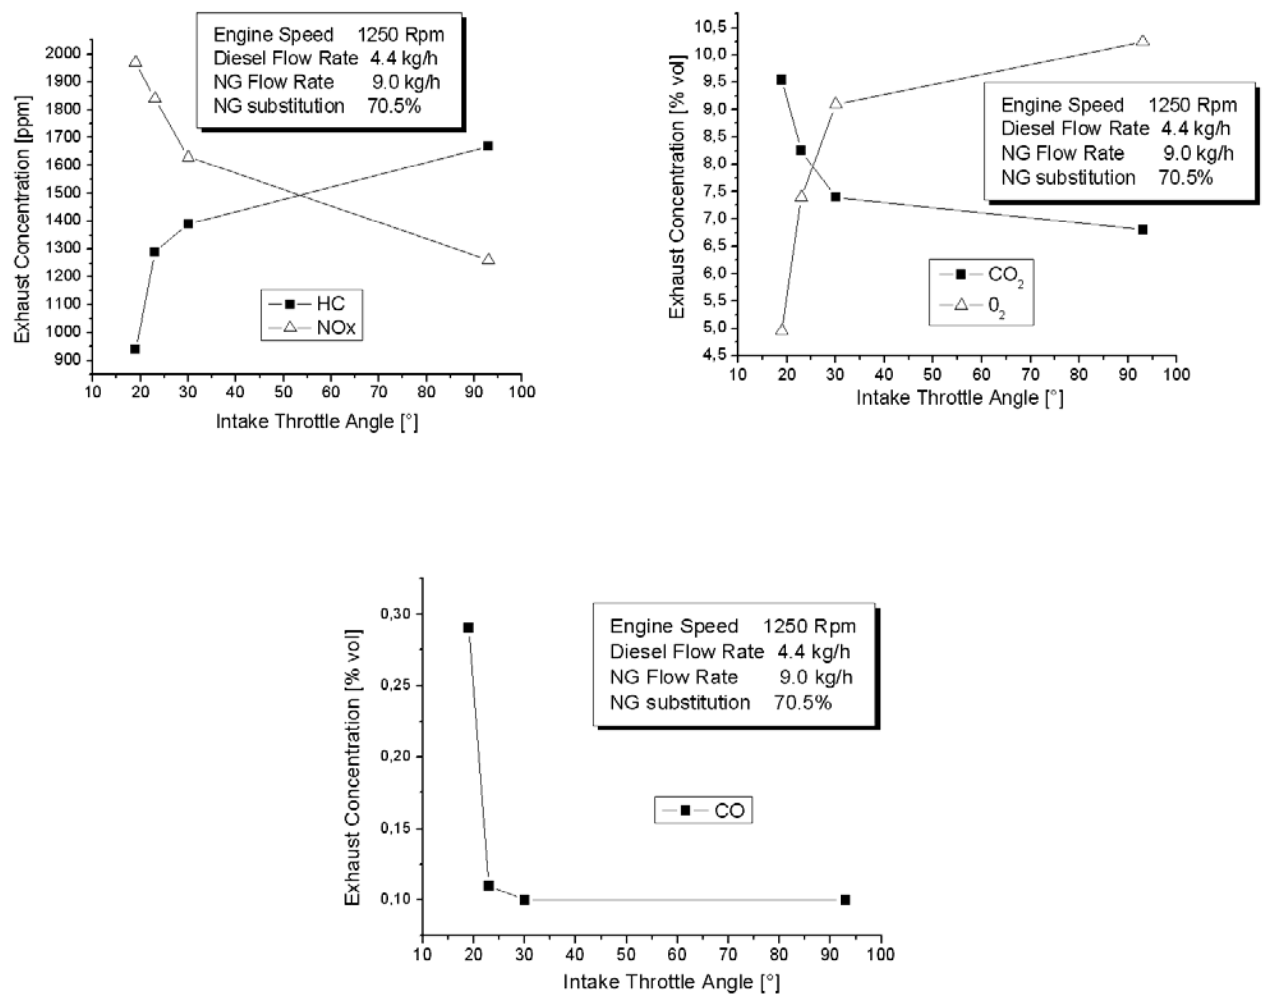 Engine Speed 1250 Rpm
Diesel Flow Rate 4.4 kg/h
NG Flow Rate 9.0 kg/h
NG substitution 70.5%
Exhaust Concentration [ppm]
2000
1900
1800
1700
1600
1500
1400
1300
1200
1100
1000
900
HC
NOx
10 20 30 40 50 60 70 80 90 100
Intake Throttle Angle [°]
Exhaust Concentration [% vol]
10,5
10,0
9,5
9,0
8,5
8,0
7,5
7,0
6,5
6,0
5,5
5,0
4,5
Engine Speed 1250 Rpm
Diesel Flow Rate 4.4 kg/h
NG Flow Rate 9.0 kg/h
NG substitution 70.5%
CO2
02
10 20 30 40 50 60 70 80 90 100
Intake Throttle Angle [°]
Exhaust Concentration [% vol]
0,30
0,25
0,20
0,15
0,10
Engine Speed 1250 Rpm
Diesel Flow Rate 4.4 kg/h
NG Flow Rate 9.0 kg/h
NG substitution 70.5%
CO
10 20 30 40 50 60 70 80 90 100
Intake Throttle Angle [°]